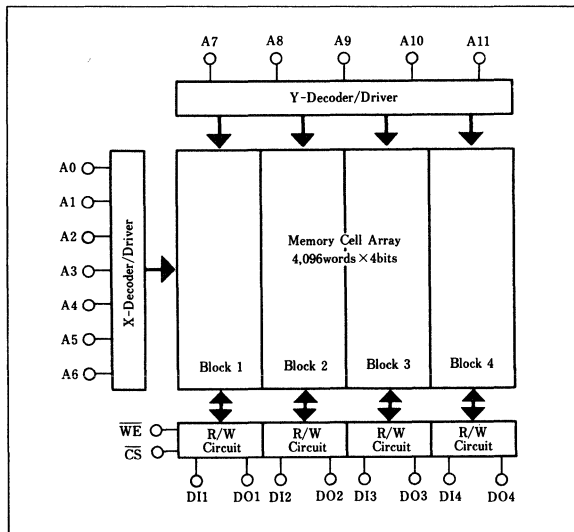 A7 A8 A9 A10 A11
Y-Decoder/Driver
A0
A1
A2
A3
A4
A5
A6
X-Decoder/Driver
Memory Cell Array
4,096words×4bits
Block 1 Block 2 Block 3 Block 4
W̅E̅
C̅S̅
R/W Circuit
R/W Circuit
R/W Circuit
R/W Circuit
DI1 DO1 DI2 DO2 DI3 DO3 DI4 DO4